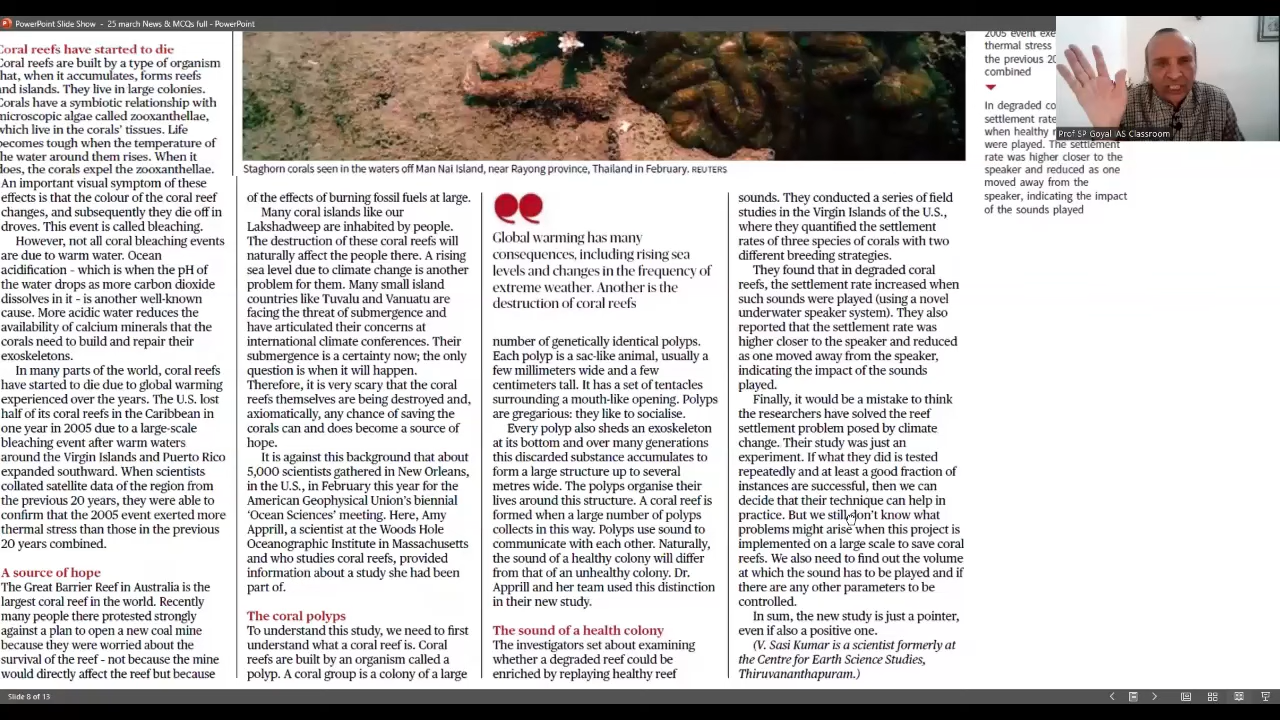 PowerPoint Slide Show - 25 march News & MCQs full - PowerPoint
Coral reefs have started to die
Coral reefs are built by a type of organism
that, when it accumulates, forms reefs
and islands. They live in large colonies.
Corals have a symbiotic relationship with
microscopic algae called zooxanthellae,
which live in the corals' tissues. Life
becomes tough when the temperature of
the water around them rises. When it
does, the corals expel the zooxanthellae.
An important visual symptom of these
effects is that the colour of the coral reef
changes, and subsequently they die off in
droves. This event is called bleaching.
However, not all coral bleaching events
are due to warm water. Ocean
acidification - which is when the pH of
the water drops as more carbon dioxide
dissolves in it - is another well-known
cause. More acidic water reduces the
availability of calcium minerals that the
corals need to build and repair their
exoskeletons.
In many parts of the world, coral reefs
have started to die due to global warming
experienced over the years. The U.S. lost
half of its coral reefs in the Caribbean in
one year in 2005 due to a large-scale
bleaching event after warm waters
around the Virgin Islands and Puerto Rico
expanded southward. When scientists
collated satellite data of the region from
the previous 20 years, they were able to
confirm that the 2005 event exerted more
thermal stress than those in the previous
20 years combined.
A source of hope
The Great Barrier Reef in Australia is the
largest coral reef in the world. Recently
many people there protested strongly
against a plan to open a new coal mine
because they were worried about the
survival of the reef - not because the mine
would directly affect the reef but because
Staghorn corals seen in the waters off Man Nai Island, near Rayong province, Thailand in February. REUTERS
of the effects of burning fossil fuels at large.
Many coral islands like our
Lakshadweep are inhabited by people.
The destruction of these coral reefs will
naturally affect the people there. A rising
sea level due to climate change is another
problem for them. Many small island
countries like Tuvalu and Vanuatu are
facing the threat of submergence and
have articulated their concerns at
international climate conferences. Their
submergence is a certainty now; the only
question is when it will happen.
Therefore, it is very scary that the coral
reefs themselves are being destroyed and,
axiomatically, any chance of saving the
corals can and does become a source of
hope.
It is against this background that about
5,000 scientists gathered in New Orleans,
in the U.S., in February this year for the
American Geophysical Union's biennial
'Ocean Sciences' meeting. Here, Amy
Apprill, a scientist at the Woods Hole
Oceanographic Institute in Massachusetts
and who studies coral reefs, provided
information about a study she had been
part of.
The coral polyps
To understand this study, we need to first
understand what a coral reef is. Coral
reefs are built by an organism called a
polyp. A coral group is a colony of a large
Global warming has many
consequences, including rising sea
levels and changes in the frequency of
extreme weather. Another is the
destruction of coral reefs
number of genetically identical polyps.
Each polyp is a sac-like animal, usually a
few millimeters wide and a few
centimeters tall. It has a set of tentacles
surrounding a mouth-like opening. Polyps
are gregarious: they like to socialise.
Every polyp also sheds an exoskeleton
at its bottom and over many generations
this discarded substance accumulates to
form a large structure up to several
metres wide. The polyps organise their
lives around this structure. A coral reef is
formed when a large number of polyps
collects in this way. Polyps use sound to
communicate with each other. Naturally,
the sound of a healthy colony will differ
from that of an unhealthy colony. Dr.
Apprill and her team used this distinction
in their new study.
The sound of a health colony
The investigators set about examining
whether a degraded reef could be
enriched by replaying healthy reef
sounds. They conducted a series of field
studies in the Virgin Islands of the U.S.,
where they quantified the settlement
rates of three species of corals with two
different breeding strategies.
They found that in degraded coral
reefs, the settlement rate increased when
such sounds were played (using a novel
underwater speaker system). They also
reported that the settlement rate was
higher closer to the speaker and reduced
as one moved away from the speaker,
indicating the impact of the sounds
played.
Finally, it would be a mistake to think
the researchers have solved the reef
settlement problem posed by climate
change. Their study was just an
experiment. If what they did is tested
repeatedly and at least a good fraction of
instances are successful, then we can
decide that their technique can help in
practice. But we still don't know what
problems might arise when this project is
implemented on a large scale to save coral
reefs. We also need to find out the volume
at which the sound has to be played and if
there are any other parameters to be
controlled.
In sum, the new study is just a pointer,
even if also a positive one.
(V. Sasi Kumar is a scientist formerly at
the Centre for Earth Science Studies,
Thiruvananthapuram.)
2005 event exe
thermal stress
the previous 20
combined
In degraded co
settlement rate
when healthy r
were played. The settlement
rate was higher closer to the
speaker and reduced as one
moved away from the
speaker, indicating the impact
of the sounds played
Prof SP Goyal AS Classroom
Slide 8 of 13